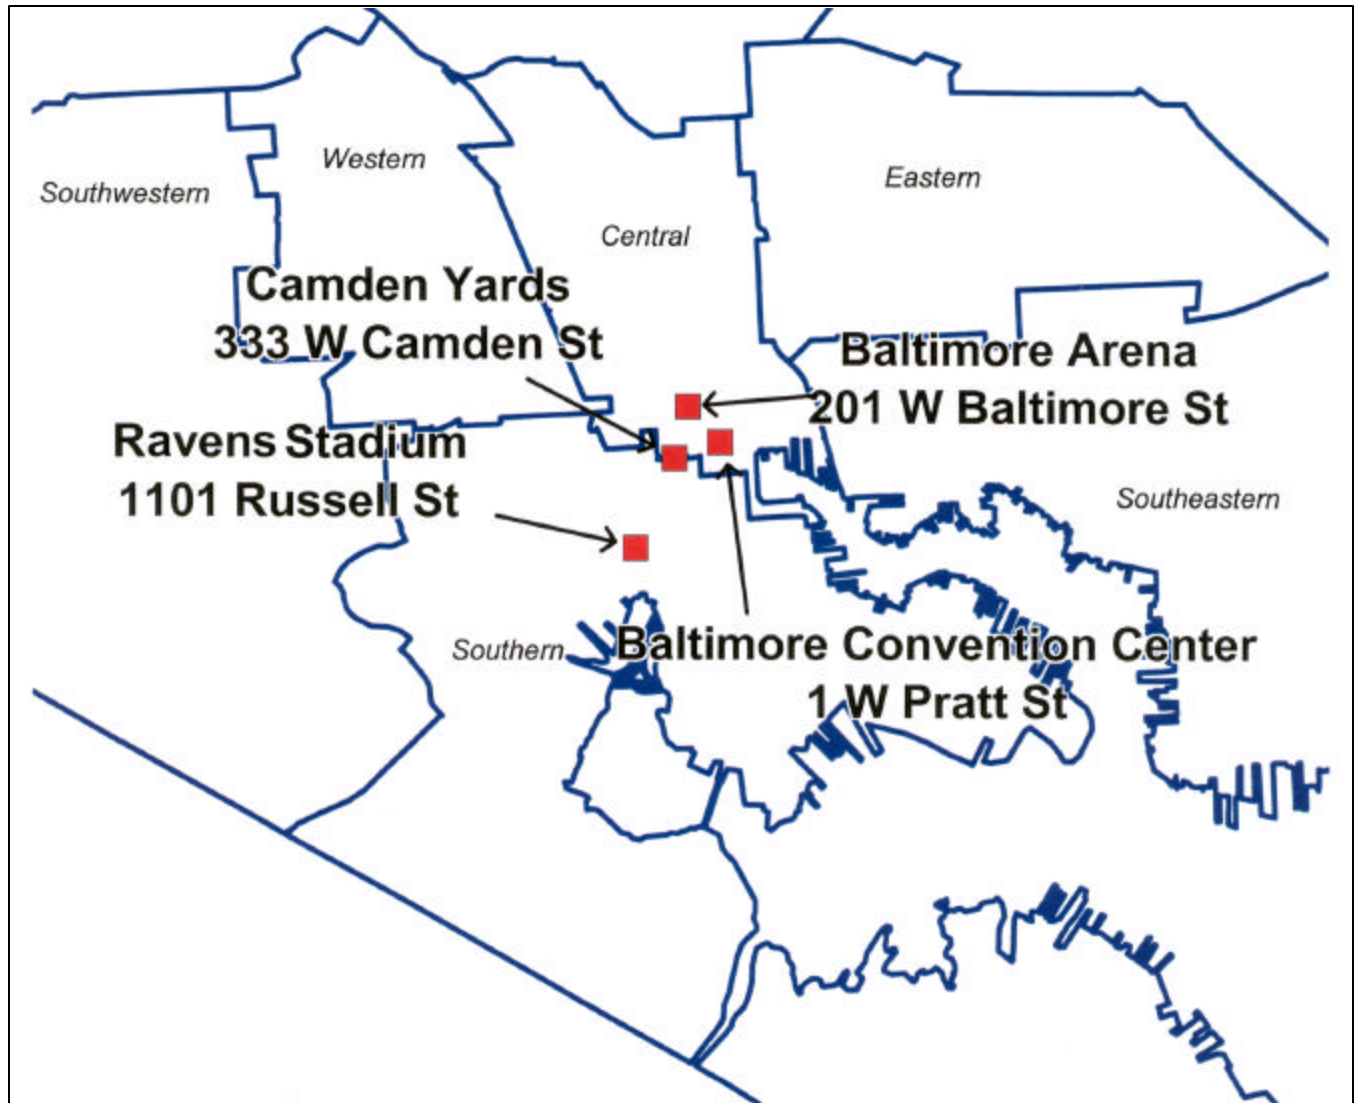 Western
Southwestern
Eastern
Central
Camden Yards
333 W Camden St
Baltimore Arena
201 W Baltimore St
Ravens Stadium
1101 Russell St
Southeastern
Southern
Baltimore Convention Center
1 W Pratt St